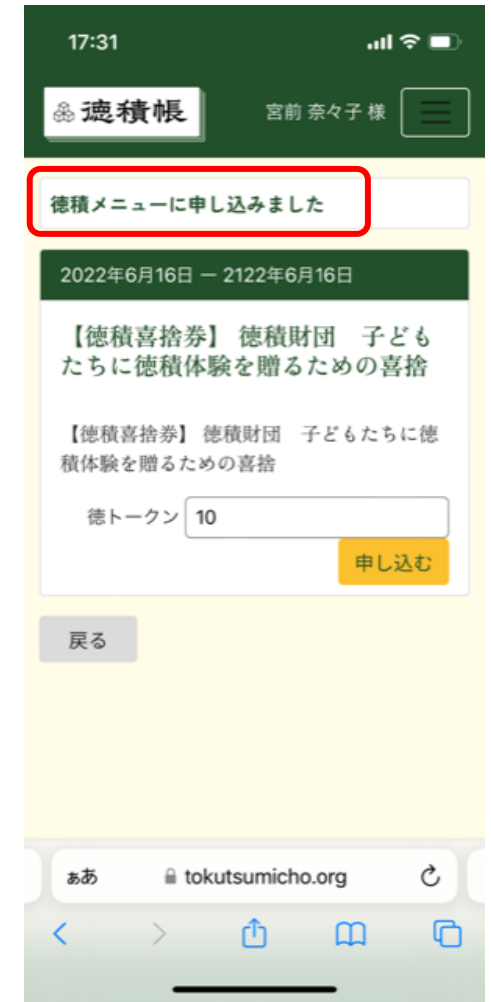 17:31
徳積帳
宮前 奈々子 様
徳積メニューに申し込みました
2022年6月16日 ー 2122年6月16日
【徳積喜捨券】 徳積財団　子ども
たちに徳積体験を贈るための喜捨
【徳積喜捨券】 徳積財団　子どもたちに徳
積体験を贈るための喜捨
徳トークン 10
申し込む
戻る
ぁあ
tokutsumicho.org